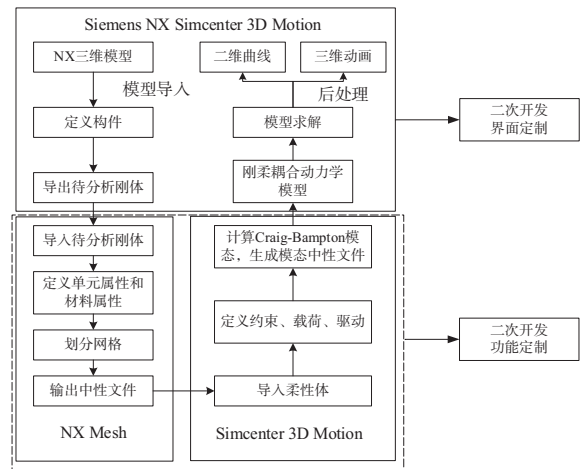 Siemens NX Simcenter 3D Motion
NX三维模型
模型导入
定义构件
导出待分析刚体
二维曲线
三维动画
后处理
模型求解
刚柔耦合动力学
模型
二次开发
界面定制
导入待分析刚体
定义单元属性和
材料属性
划分网格
输出中性文件
NX Mesh
计算Craig-Bampton模
态，生成模态中性文件
定义约束、载荷、驱动
导入柔性体
Simcenter 3D Motion
二次开发
功能定制